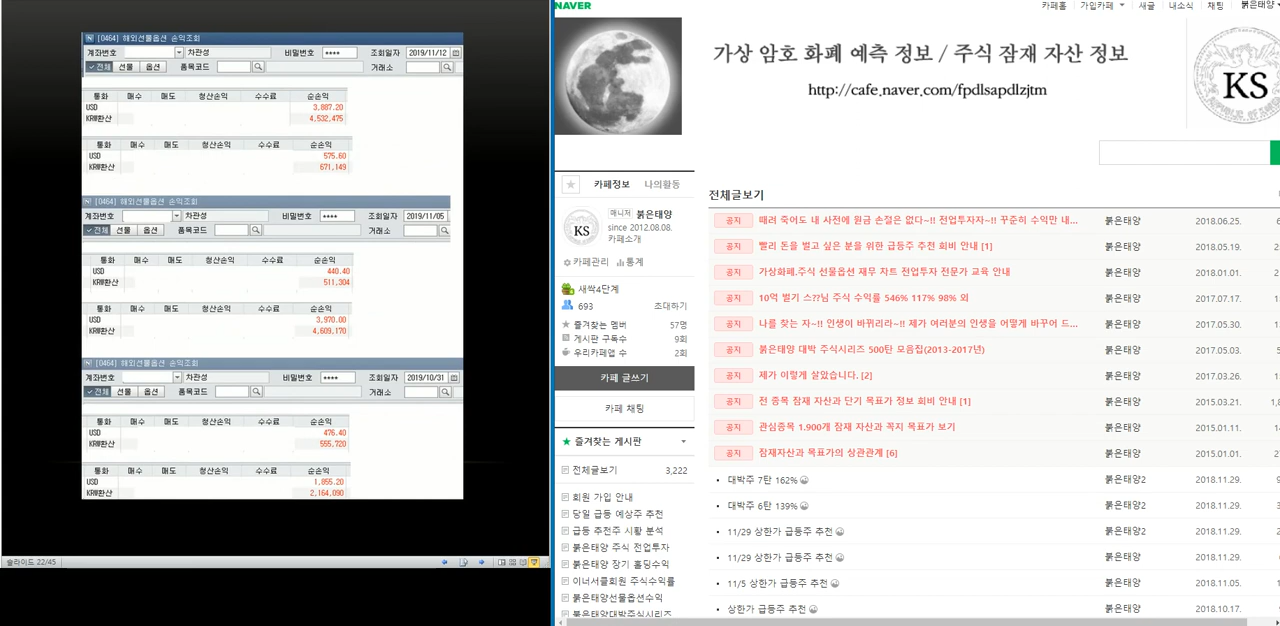 [0464] 해외선물옵션 손익조회
계좌번호 차관성 비밀번호 **** 조회일자 2019/11/12
전체 선물 옵션 품목코드 거래소
통화 매수 매도 청산손익 수수료 순손익
USD 3,887.20
KRW환산 4,532,475
통화 매수 매도 청산손익 수수료 순손익
USD 575.60
KRW환산 671,149
[0464] 해외선물옵션 손익조회
계좌번호 차관성 비밀번호 **** 조회일자 2019/11/05
전체 선물 옵션 품목코드 거래소
통화 매수 매도 청산손익 수수료 순손익
USD 440.40
KRW환산 511,304
통화 매수 매도 청산손익 수수료 순손익
USD 3,970.00
KRW환산 4,609,170
[0464] 해외선물옵션 손익조회
계좌번호 차관성 비밀번호 **** 조회일자 2019/10/31
전체 선물 옵션 품목코드 거래소
통화 매수 매도 청산손익 수수료 순손익
USD 476.40
KRW환산 555,720
통화 매수 매도 청산손익 수수료 순손익
USD 1,855.20
KRW환산 2,164,090
슬라이드 22/45
NAVER
카페홈 가입카페 새글 내소식 채팅 붉은태양
가상 암호 화폐 예측 정보 / 주식 잠재 자산 정보
http://cafe.naver.com/fpdlsapdlzjtm
KS
카페정보 나의활동
KS
매니저 붉은태양
since 2012.08.08.
카페소개
카페관리 통계
새싹4단계
693 초대하기
즐겨찾는 멤버 57명
게시판 구독수 9회
우리카페앱 수 2회
카페 글쓰기
카페 채팅
즐겨찾는 게시판
전체글보기 3,222
회원 가입 안내
당일 급등 예상주 추천
급등 추천주 시황 분석
붉은태양 주식 전업투자
붉은태양 장기 홀딩수익
이너서클회원 주식수익률
붉은태양선물옵션수익
붉은태양대박주식시리즈
전체글보기
공지 때려 죽어도 내 사전에 원금 손절은 없다~!! 전업투자자~!! 꾸준히 수익만 내... 붉은태양 2018.06.25.
공지 빨리 돈을 벌고 싶은 분을 위한 급등주 추천 회비 안내 [1] 붉은태양 2018.05.19.
공지 가상화폐.주식 선물옵션 재무 차트 전업투자 전문가 교육 안내 붉은태양 2018.01.01.
공지 10억 벌기 스??님 주식 수익률 546% 117% 98% 외 붉은태양 2017.07.17.
공지 나를 찾는 자~!! 인생이 바뀌리라~!! 제가 여러분의 인생을 어떻게 바꾸어 드... 붉은태양 2017.05.30.
공지 붉은태양 대박 주식시리즈 500탄 모음집(2013-2017년) 붉은태양 2017.05.03.
공지 제가 이렇게 살았습니다. [2] 붉은태양 2017.03.26.
공지 전 종목 잠재 자산과 단기 목표가 정보 회비 안내 [1] 붉은태양 2015.03.21.
공지 관심종목 1.900개 잠재 자산과 꼭지 목표가 보기 붉은태양 2015.01.11.
공지 잠재자산과 목표가의 상관관계 [6] 붉은태양 2015.01.01.
대박주 7탄 162% 붉은태양2 2018.11.29.
대박주 6탄 139% 붉은태양2 2018.11.29.
11/29 상한가 급등주 추천 붉은태양2 2018.11.29.
11/29 상한가 급등주 추천 붉은태양 2018.11.29.
11/5 상한가 급등주 추천 붉은태양 2018.11.05.
상한가 급등주 추천 붉은태양 2018.10.17.